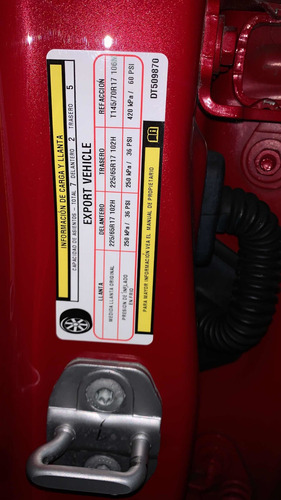 INFORMACIÓN DE CARGA Y LLANTA
CAPACIDAD DE ASIENTOS - TOTAL 7 DELANTERO 2 TRASERO 5
EXPORT VEHICLE
LLANTA DELANTERO TRASERO REFACCIÓN
MEDIDA LLANTA ORIGINAL 225/65R17 102H 225/65R17 102H T145/70R17 106M
PRESION DE INFLADO EN FRÍO 250 kPa / 36 PSI 250 kPa / 36 PSI 420 kPa / 60 PSI
PARA MAYOR INFORMACIÓN VEA EL MANUAL DE PROPIETARIO
DT509870